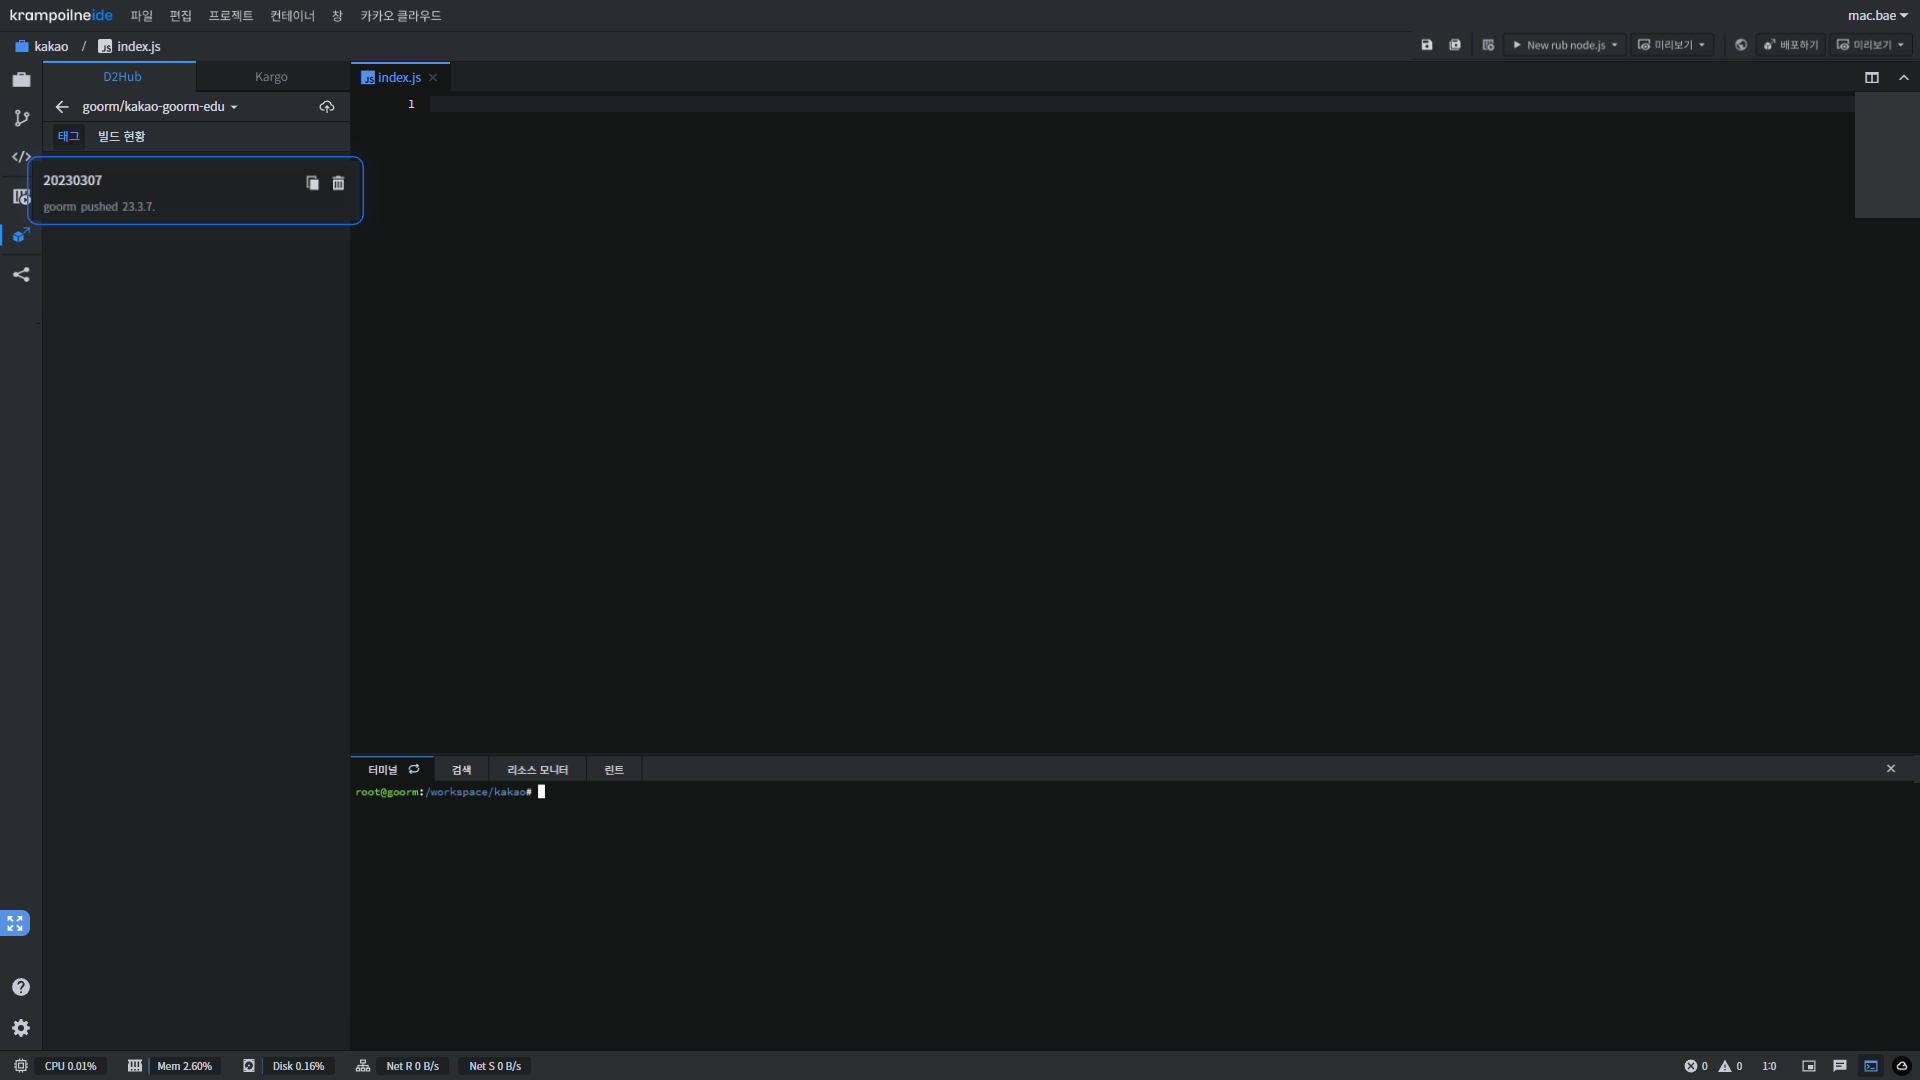 krampoilneide 파일 편집 프로젝트 컨테이너 창 카카오 클라우드 mac.bae
kakao / index.js New rub node.js 미리보기 배포하기 미리보기
D2Hub Kargo index.js
goorm/kakao-goorm-edu 1
태그 빌드 현황
20230307
goorm pushed 23.3.7.
터미널 검색 리소스 모니터 린트
root@goorm:/workspace/kakao#
CPU 0.01% Mem 2.60% Disk 0.16% Net R 0 B/s Net S 0 B/s 0 0 1:0